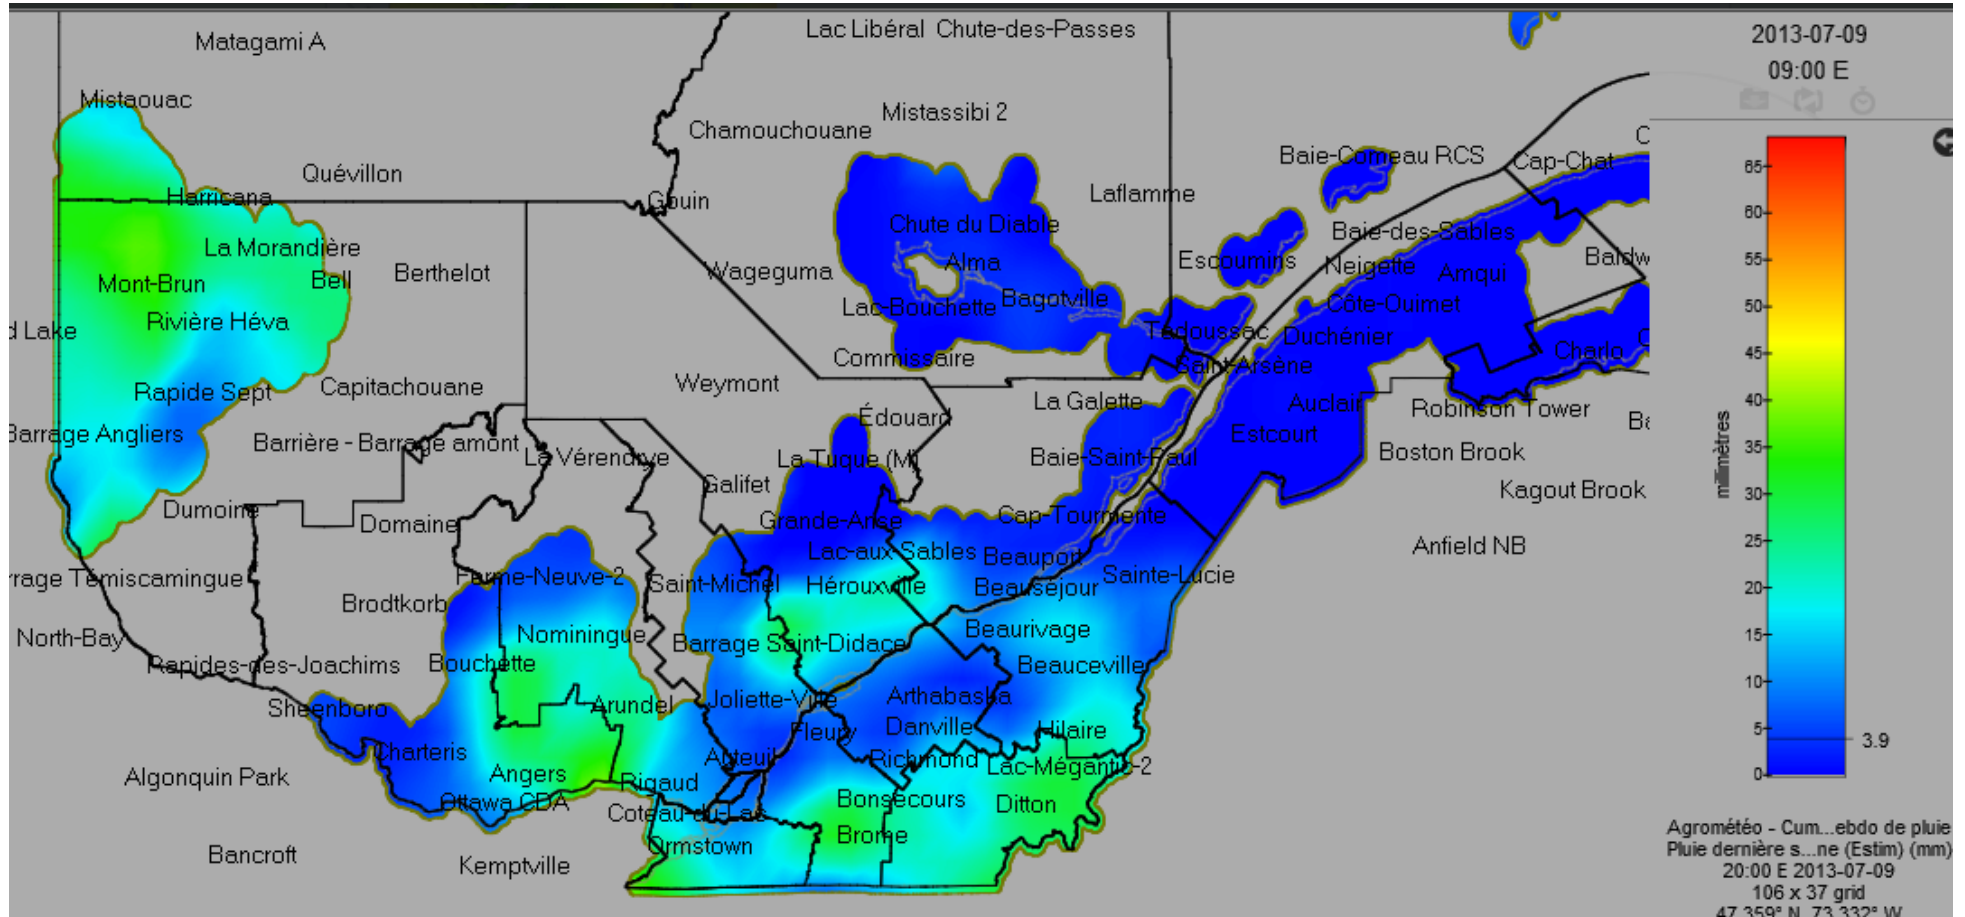 Lac Libéral Chute-des-Passes
2013-07-09
Matagami A
09:00 E
Mistaouac
Mistassibi 2
Chamouchouane
Baie-Comeau RCS
Cap-Chat
C
65
Quévillon
Harricana
Gouin
Laflamme
60
Chute du Diable
Baie-des-Sables
La Morandière
Bell
Berthelot
Wageguma
Alma
Escoumins
Neigette
Amqui
Baldw
55
Mont-Brun
Lac-Bouchette
Bagotville
Côte-Ouimet
50
Rivière Héva
d Lake
Tadoussac
Duchénier
C
45
Commissaire
Saint-Arsène
Charlo
Rapide Sept
Capitachouane
Weymont
La Galette
Auclair
Robinson Tower
Ba
40
Édouard
Barrage Angliers
Barrière - Barrage amont
La Vérendrye
La Tuque (M)
Baie-Saint-Paul
Estcourt
Boston Brook
35
millimètres
Galifet
Kagout Brook
30
Dumoine
Domaine
Grande-Anse
Cap-Tourmente
Lac-aux-Sables
Beauport
Anfield NB
25
rrage Témiscamingue
Ferme-Neuve-2
Saint-Michel
Hérouxville
Beauséjour
Sainte-Lucie
20
Brodtkorb
North-Bay
Nominingue
Barrage Saint-Didace
Beaurivage
15
Rapides-des-Joachims
Bouchette
Beauceville
10
Sheenboro
Arundel
Joliette-Ville
Arthabaska
Fleury
Danville
Hilaire
5
3.9
Charteris
Auteuil
Richmond
Lac-Mégantic-2
0
Algonquin Park
Angers
Rigaud
Ottawa CDA
Coteau-du-Lac
Bonsecours
Ditton
Brome
Agrométéo - Cum...ebdo de pluie
Bancroft
Kemptville
Ormstown
Pluie dernière s...ne (Estim) (mm)
20:00 E 2013-07-09
106 x 37 grid
47.359° N, 73.332° W